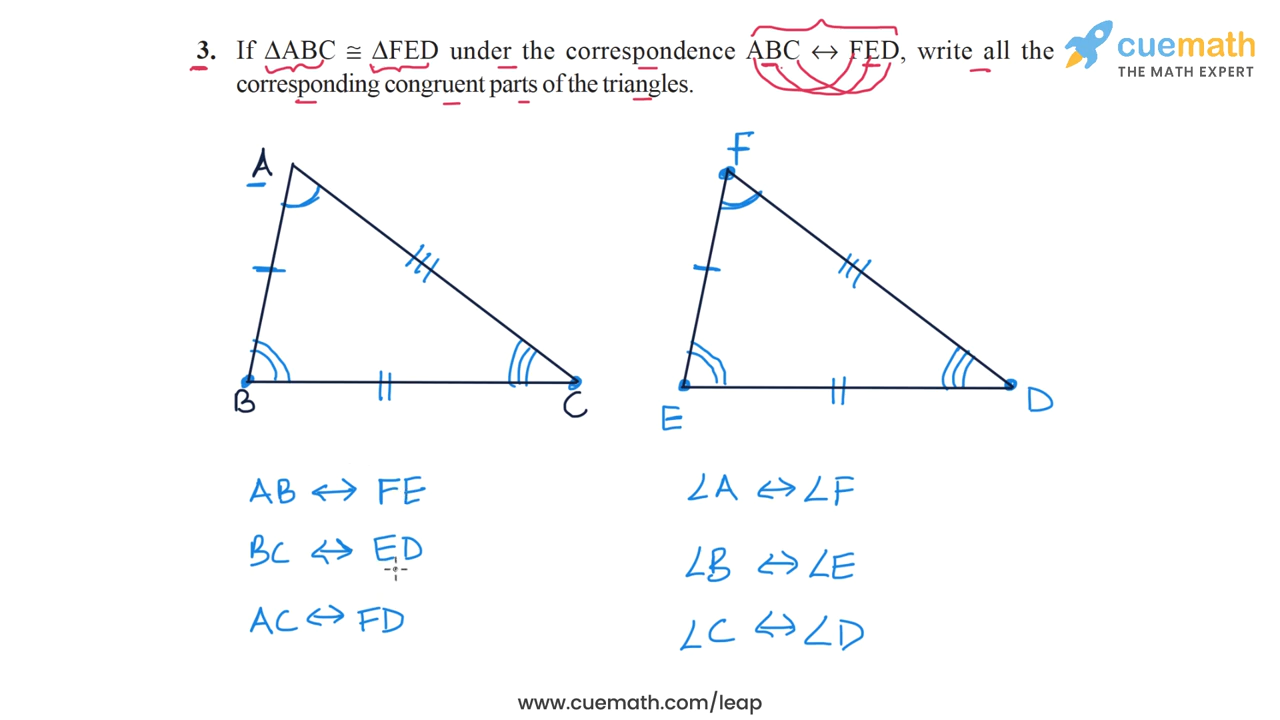 3. If ΔABC ≅ ΔFED under the correspondence ABC ↔ FED, write all the
corresponding congruent parts of the triangles.
cuemath
THE MATH EXPERT
A
F
B
C
E
D
AB ⇔ FE
∠A ⇔ ∠F
BC ⇔ ED
∠B ⇔ ∠E
AC ⇔ FD
∠C ⇔ ∠D
www.cuemath.com/leap